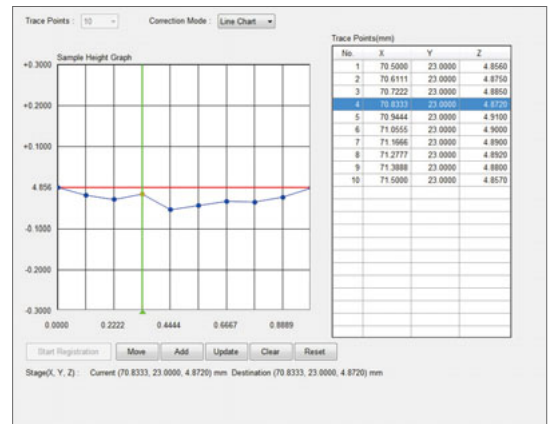 Trace Points : 10 Correction Mode : Line Chart
Trace Points(mm)
Sample Height Graph
No. X Y Z
1 70.5000 23.0000 4.8560
2 70.6111 23.0000 4.8750
3 70.7222 23.0000 4.8850
4 70.8333 23.0000 4.8720
5 70.9444 23.0000 4.9100
6 71.0555 23.0000 4.9000
7 71.1666 23.0000 4.8900
8 71.2777 23.0000 4.8920
9 71.3888 23.0000 4.8800
10 71.5000 23.0000 4.8570
+0.3000
+0.2000
+0.1000
4.856
-0.1000
-0.2000
-0.3000
0.0000 0.2222 0.4444 0.6667 0.8889
Start Registration Move Add Update Clear Reset
Stage(X, Y, Z) : Current (70.8333, 23.0000, 4.8720) mm Destination (70.8333, 23.0000, 4.8720) mm